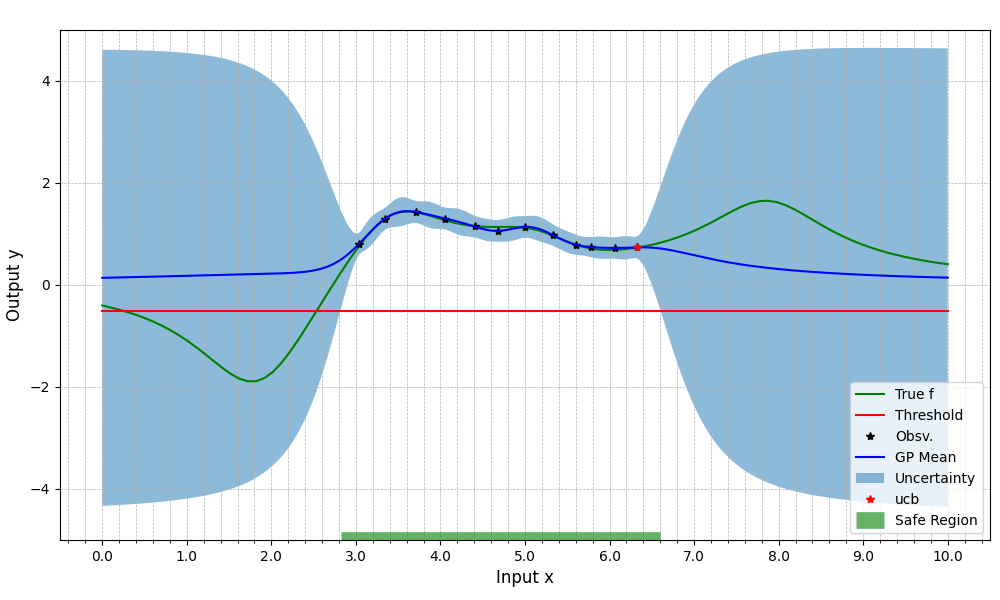 Output y
4
2
0
−2
−4
True f
Threshold
Obsv.
GP Mean
Uncertainty
ucb
Safe Region
0.0 1.0 2.0 3.0 4.0 5.0 6.0 7.0 8.0 9.0 10.0
Input x